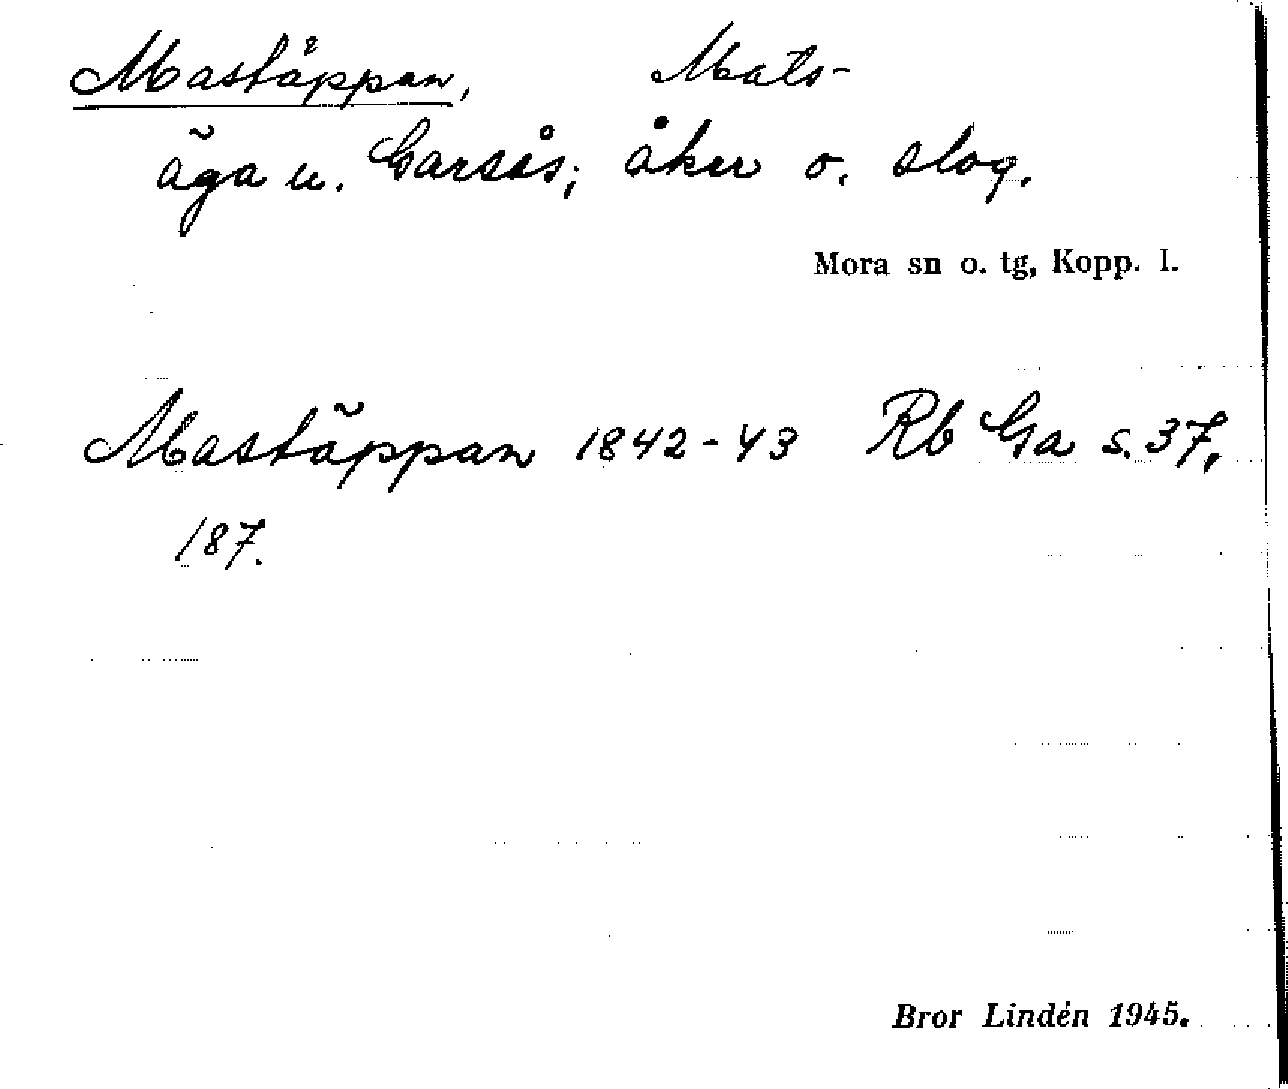 Mastäppan, Mats-
äga u. Garsås; åker o. slog.
Mora sn o. tg, Kopp. l.
Mastäppan 1842-43 Rb Ga s. 37,
187.
Bror Lindén 1945.